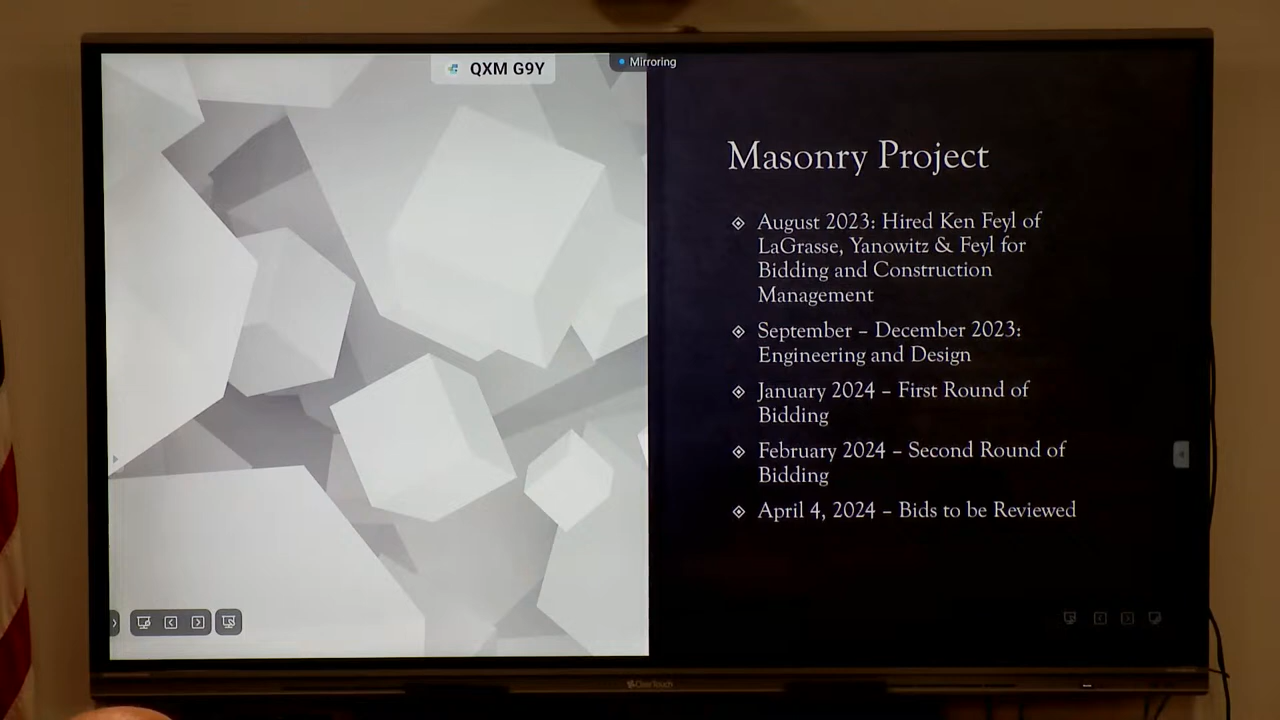 QXM G9Y
Mirroring
Masonry Project
August 2023: Hired Ken Feyl of
LaGrasse, Yanowitz & Feyl for
Bidding and Construction
Management
September – December 2023:
Engineering and Design
January 2024 – First Round of
Bidding
February 2024 – Second Round of
Bidding
April 4, 2024 – Bids to be Reviewed
ClearTouch